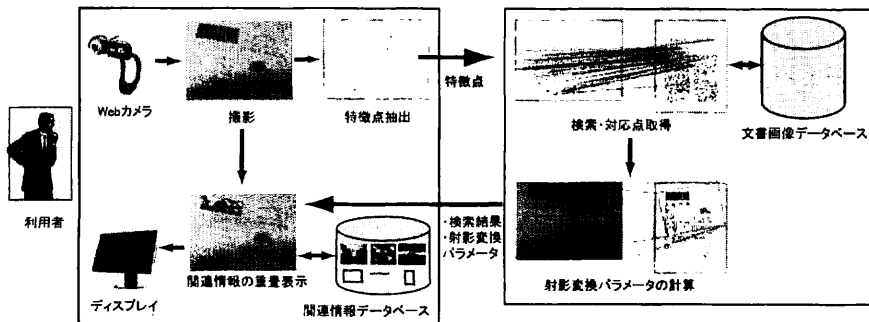 Webカメラ
撮影
特徴点抽出
特徴点
検索・対応点取得
文書画像データベース
利用者
・検索結果
・射影変換
パラメータ
ディスプレイ
関連情報の重畳表示
関連情報データベース
射影変換パラメータの計算